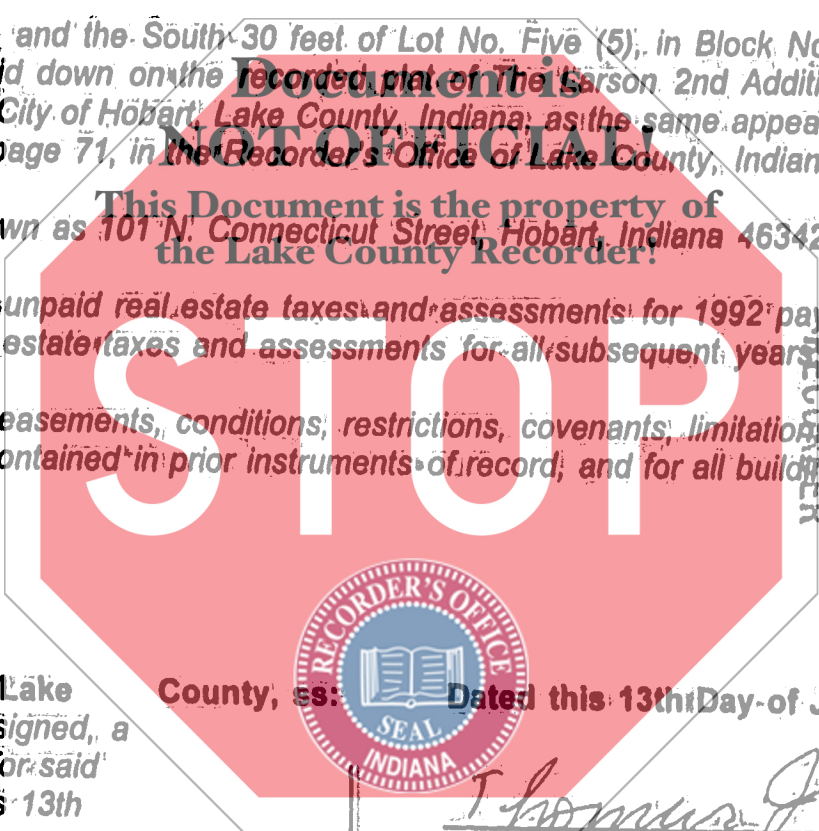 and the South 30 feet of Lot No. Five (5), in Block No
d down on the recorded plat of The Earson 2nd Additi
City of Hobart, Lake County, Indiana, as the same appea
page 71, in the Recorder's Office of Lake County, Indian
Document is
NOT OFFICIAL!
This Document is the property of
the Lake County Recorder!
wn as 101 N. Connecticut Street, Hobart, Indiana 46342
unpaid real estate taxes and assessments for 1992 pay
estate taxes and assessments for all subsequent years
easements, conditions, restrictions, covenants, limitation
ontained in prior instruments of record, and for all buildin
STOP
RECORDER
RECORDER'S OFFICE
SEAL
INDIANA
Lake County, ss: Dated this 13th Day of J
signed, a
or said
s 13th
Thomas J